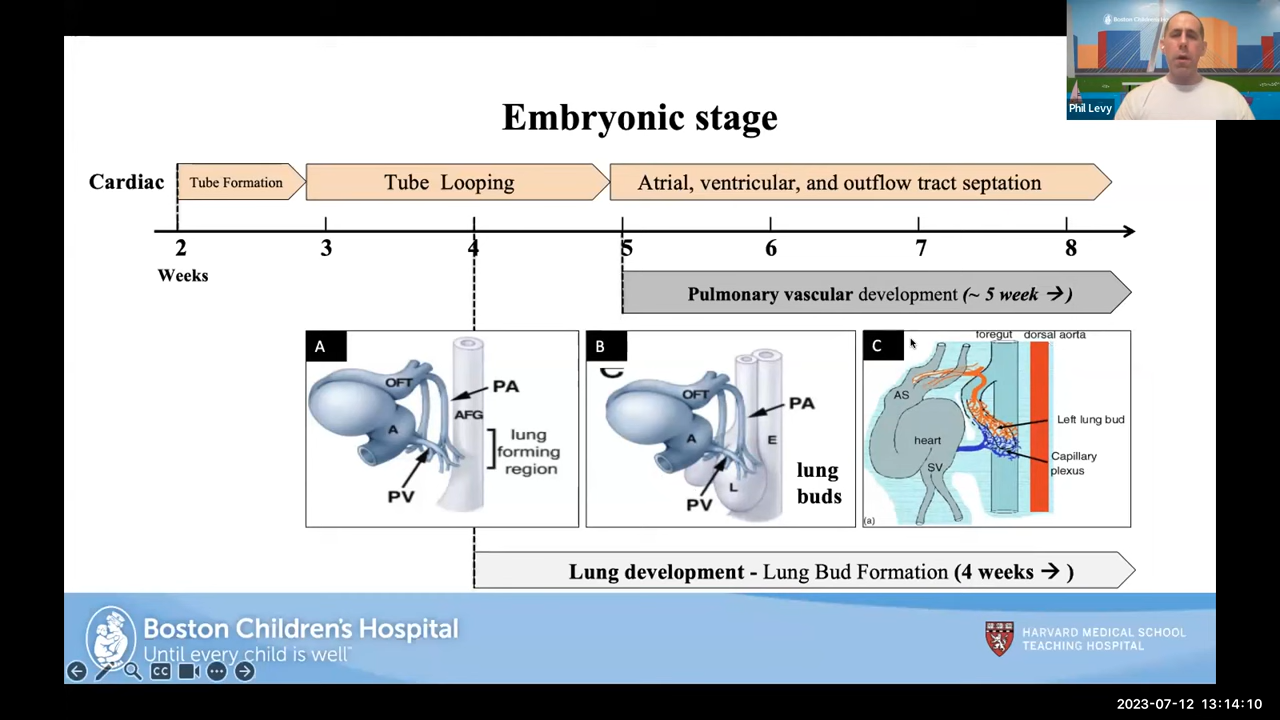 Boston Children's
Phil Levy
Embryonic stage
Cardiac
Tube Formation
Tube Looping
Atrial, ventricular, and outflow tract septation
2 3 4 5 6 7 8
Weeks
Pulmonary vascular development (~ 5 week → )
A
OFT
PA
A
AFG
lung
forming
region
PV
B
C
OFT
PA
A
E
L
lung
buds
PV
C
foregut dorsal aorta
AS
Left lung bud
heart
Capillary
plexus
SV
(a)
Lung development - Lung Bud Formation (4 weeks → )
Boston Children's Hospital
Until every child is well™
HARVARD MEDICAL SCHOOL
TEACHING HOSPITAL
CC
2023-07-12 13:14:10